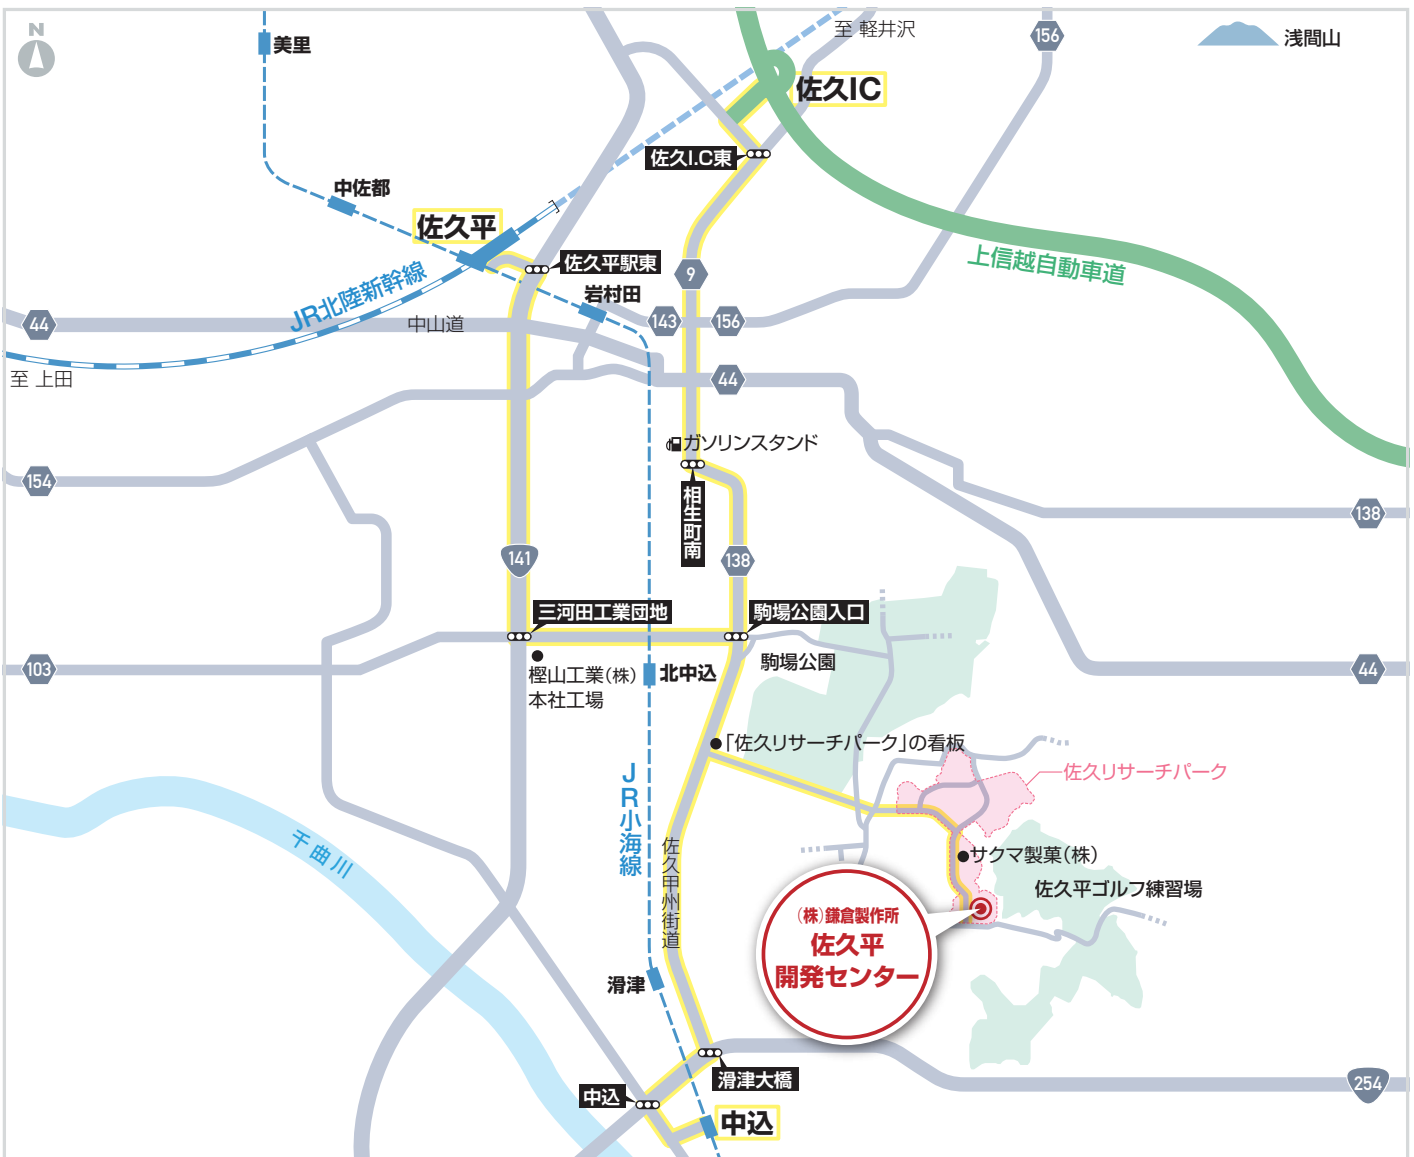 N
美里
至 軽井沢
156
浅間山
佐久IC
佐久I.C東
中佐都
佐久平
佐久平駅東
上信越自動車道
JR北陸新幹線
9
岩村田
44
中山道
143
156
至 上田
44
ガソリンスタンド
154
相生町南
138
141
138
三河田工業団地
駒場公園入口
103
樫山工業(株)
本社工場
北中込
駒場公園
44
「佐久リサーチパーク」の看板
佐久リサーチパーク
JR小海線
千曲川
佐久甲州街道
サクマ製菓(株)
佐久平ゴルフ練習場
(株)鎌倉製作所
佐久平
開発センター
滑津
滑津大橋
254
中込
中込